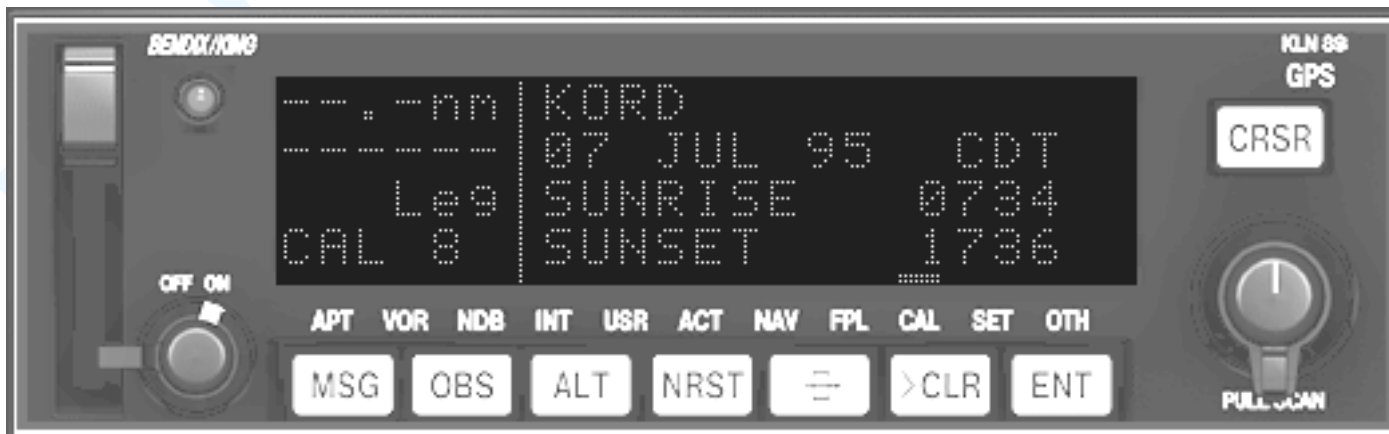 BENDIX/KING
KLN 89
GPS
--.-nm KORD
------ 07 JUL 95 CDT
Leg SUNRISE 0734
CAL 8 SUNSET 1736
CRSR
OFF ON
APT VOR NDB INT USR ACT NAV FPL CAL SET OTH
MSG OBS ALT NRST >CLR ENT
PULL SCAN